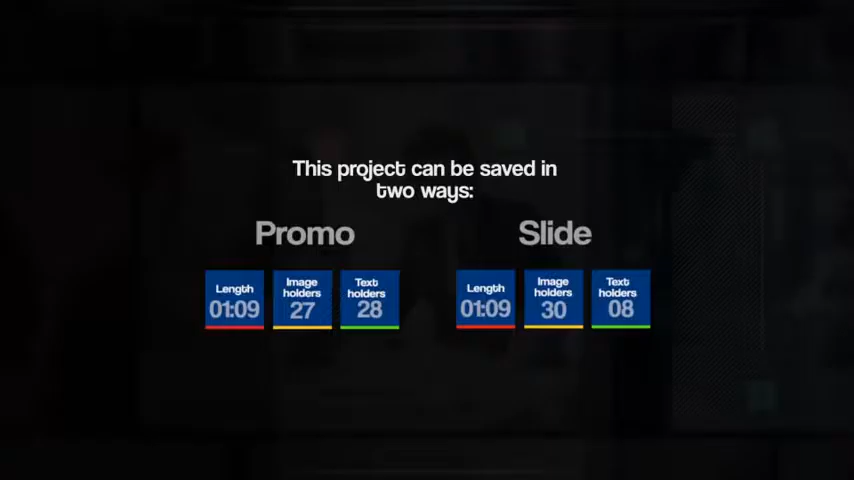 This project can be saved in
two ways:
Promo
Length
01:09
Image
holders
27
Text
holders
28
Slide
Length
01:09
Image
holders
30
Text
holders
08